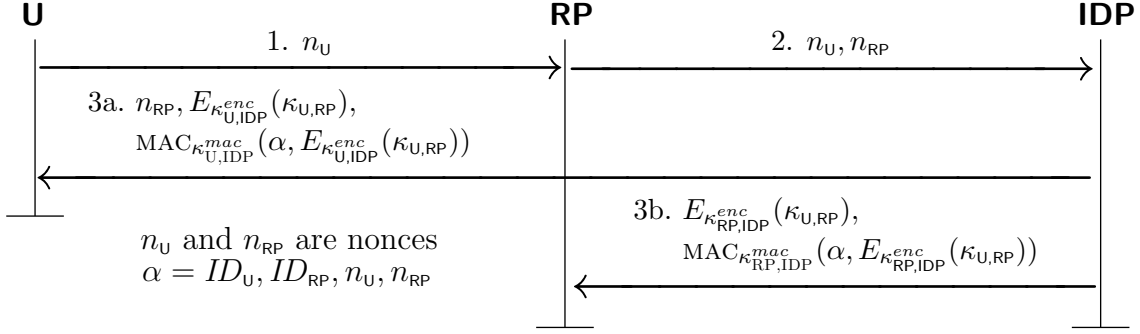 U RP IDP
1. n_U 2. n_U, n_RP
3a. n_RP, E_{κ^{enc}_{U,IDP}}(κ_{U,RP}),
MAC_{κ^{mac}_{U,IDP}}(α, E_{κ^{enc}_{U,IDP}}(κ_{U,RP}))
3b. E_{κ^{enc}_{RP,IDP}}(κ_{U,RP}),
MAC_{κ^{mac}_{RP,IDP}}(α, E_{κ^{enc}_{RP,IDP}}(κ_{U,RP}))
n_U and n_RP are nonces
α = ID_U, ID_RP, n_U, n_RP